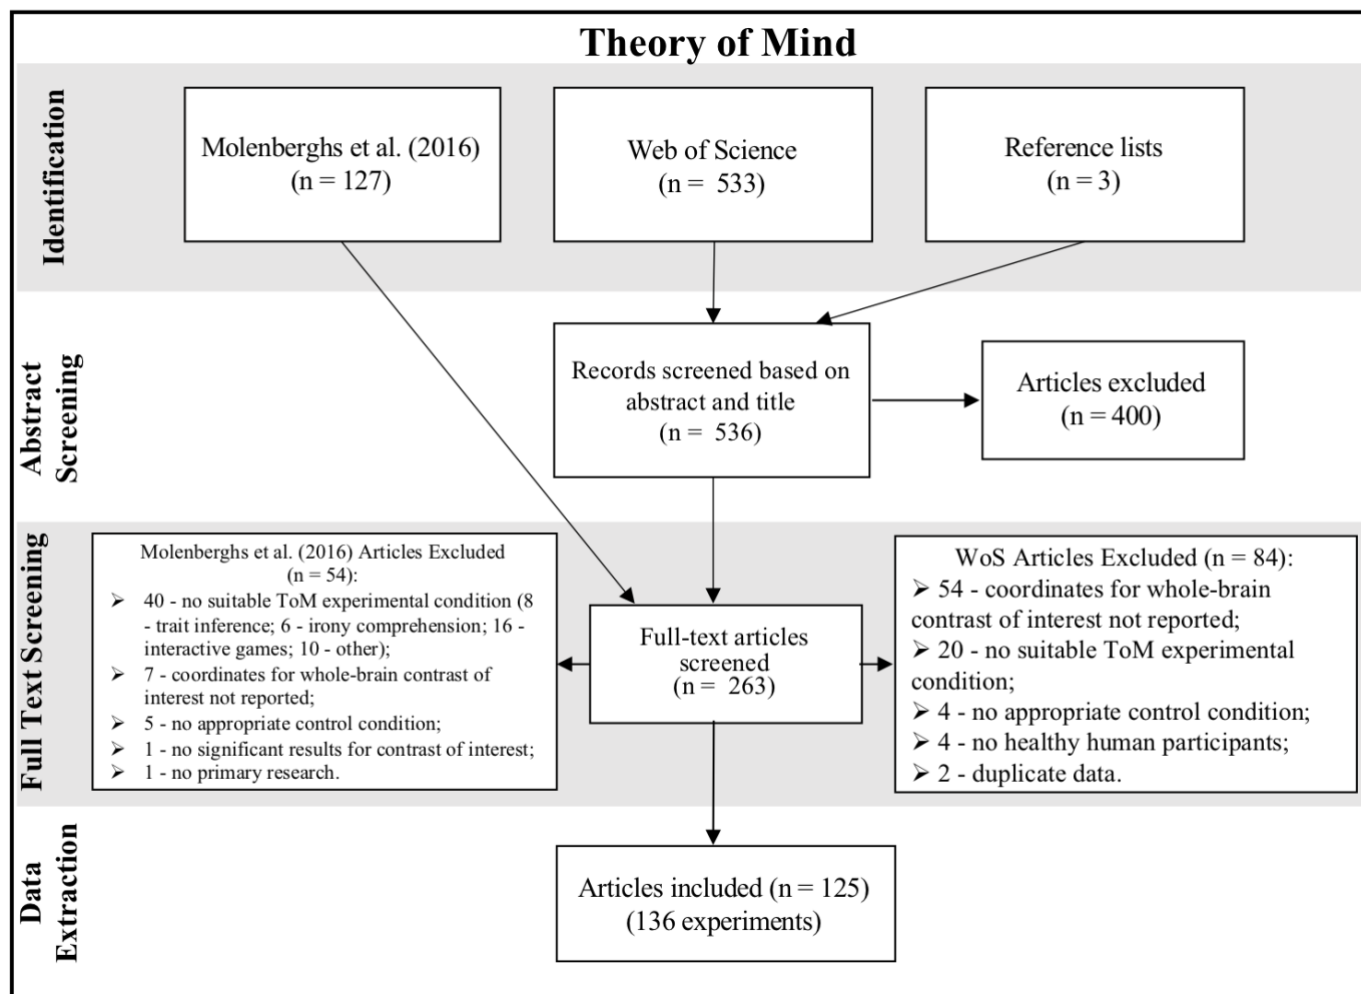 Theory of Mind
Identification
Molenberghs et al. (2016)
(n = 127)
Web of Science
(n = 533)
Reference lists
(n = 3)
Abstract
Screening
Records screened based on
abstract and title
(n = 536)
Articles excluded
(n = 400)
Full Text Screening
Molenberghs et al. (2016) Articles Excluded
(n = 54):
➢ 40 - no suitable ToM experimental condition (8
- trait inference; 6 - irony comprehension; 16 -
interactive games; 10 - other);
➢ 7 - coordinates for whole-brain contrast of
interest not reported;
➢ 5 - no appropriate control condition;
➢ 1 - no significant results for contrast of interest;
➢ 1 - no primary research.
Full-text articles
screened
(n = 263)
WoS Articles Excluded (n = 84):
➢ 54 - coordinates for whole-brain
contrast of interest not reported;
➢ 20 - no suitable ToM experimental
condition;
➢ 4 - no appropriate control condition;
➢ 4 - no healthy human participants;
➢ 2 - duplicate data.
Data
Extraction
Articles included (n = 125)
(136 experiments)